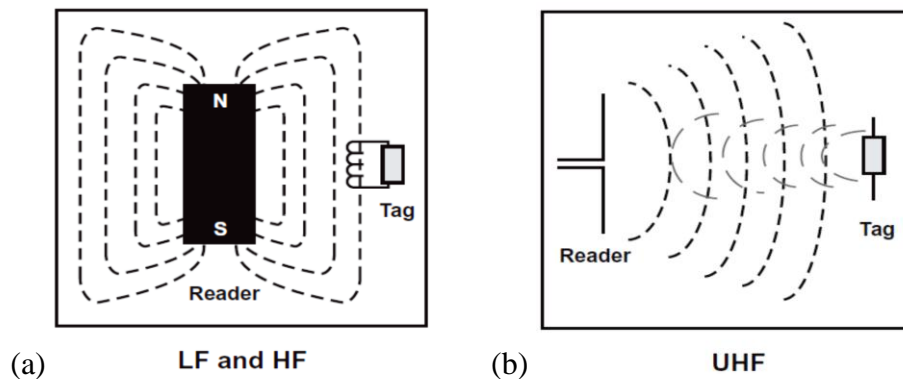 N
S
Tag
Reader
(a) LF and HF
Reader
Tag
(b) UHF